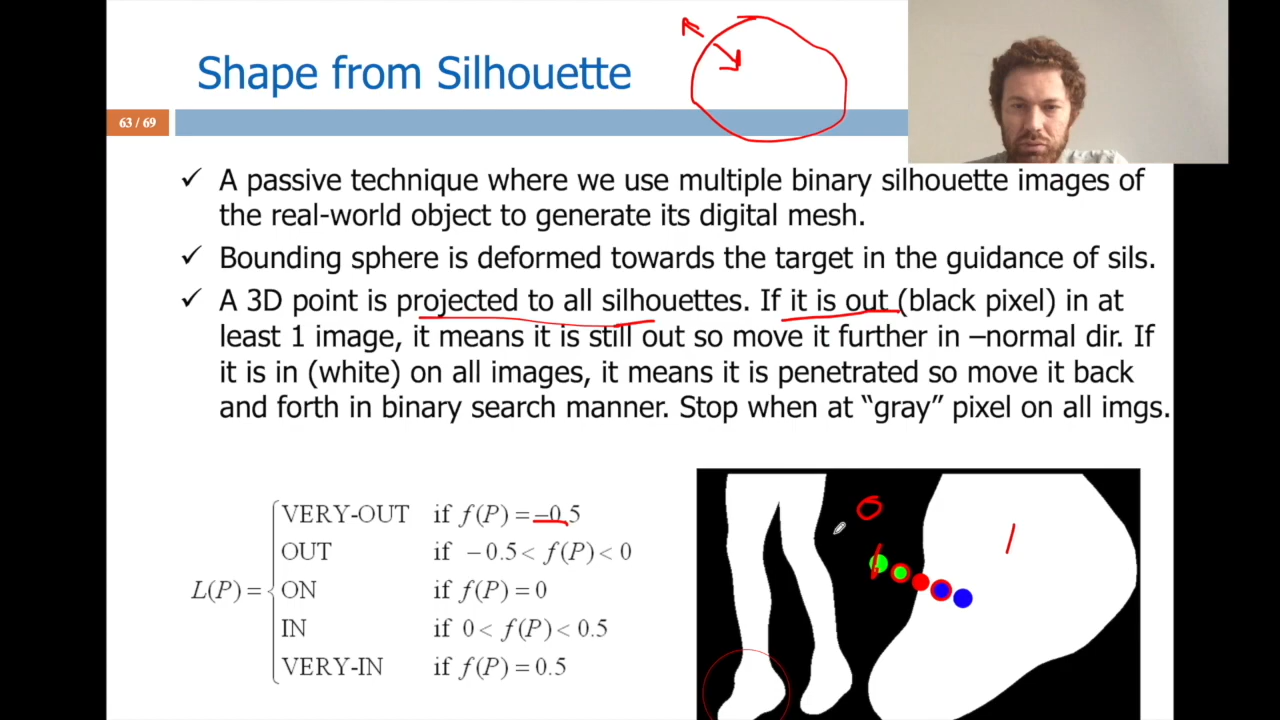 Shape from Silhouette
63 / 69
✓ A passive technique where we use multiple binary silhouette images of
the real-world object to generate its digital mesh.
✓ Bounding sphere is deformed towards the target in the guidance of sils.
✓ A 3D point is projected to all silhouettes. If it is out (black pixel) in at
least 1 image, it means it is still out so move it further in –normal dir. If
it is in (white) on all images, it means it is penetrated so move it back
and forth in binary search manner. Stop when at “gray” pixel on all imgs.
VERY-OUT if f(P) = −0.5
OUT if −0.5 < f(P) < 0
L(P) = ON if f(P) = 0
IN if 0 < f(P) < 0.5
VERY-IN if f(P) = 0.5
0
1